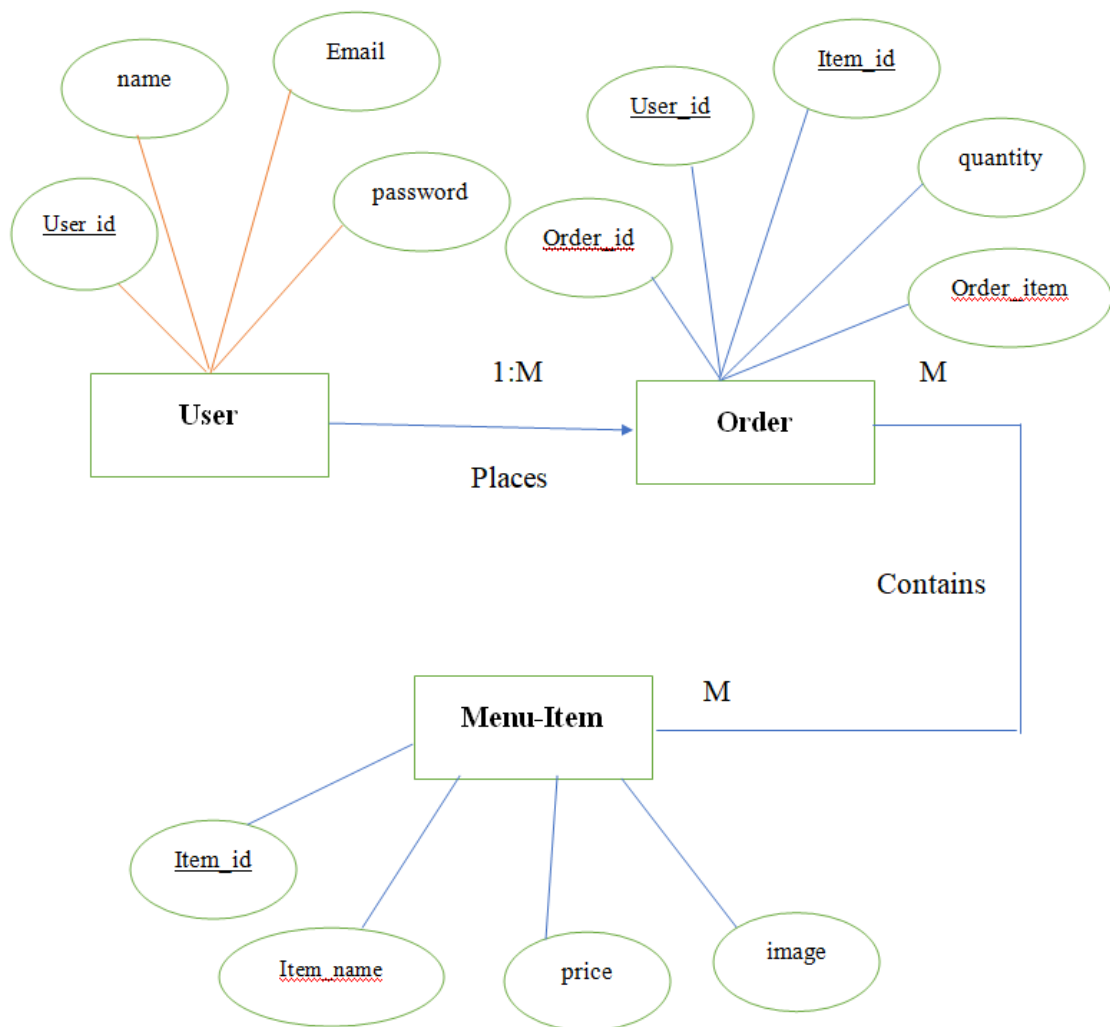 Email
name
Item_id
User_id
quantity
password
User_id
Order_id
Order_item
1:M
M
User
Order
Places
Contains
M
Menu-Item
Item_id
Item_name
price
image